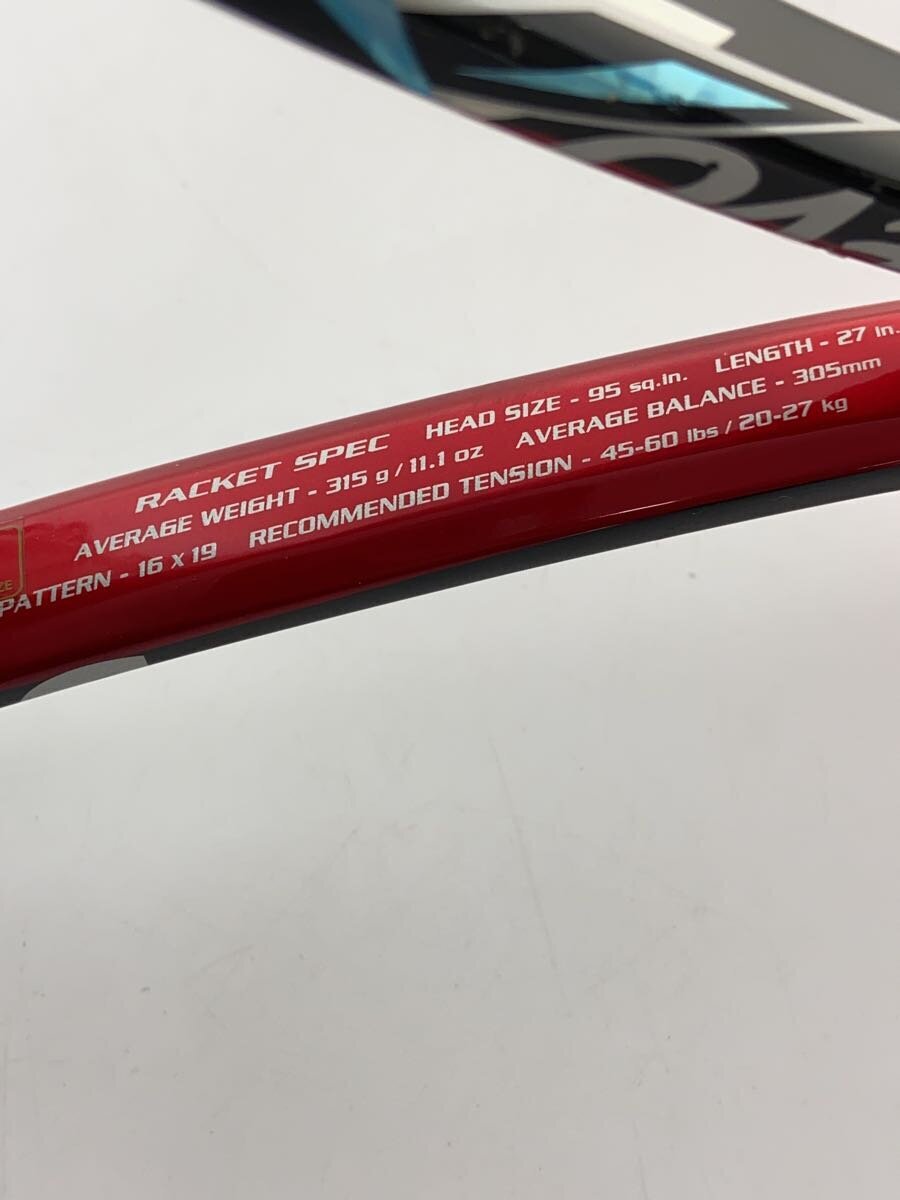 RACKET SPEC HEAD SIZE - 95 sq.in. LENGTH - 27 in.
AVERAGE WEIGHT - 315 g / 11.1 oz AVERAGE BALANCE - 305mm
PATTERN - 16 x 19 RECOMMENDED TENSION - 45-60 lbs / 20-27 kg